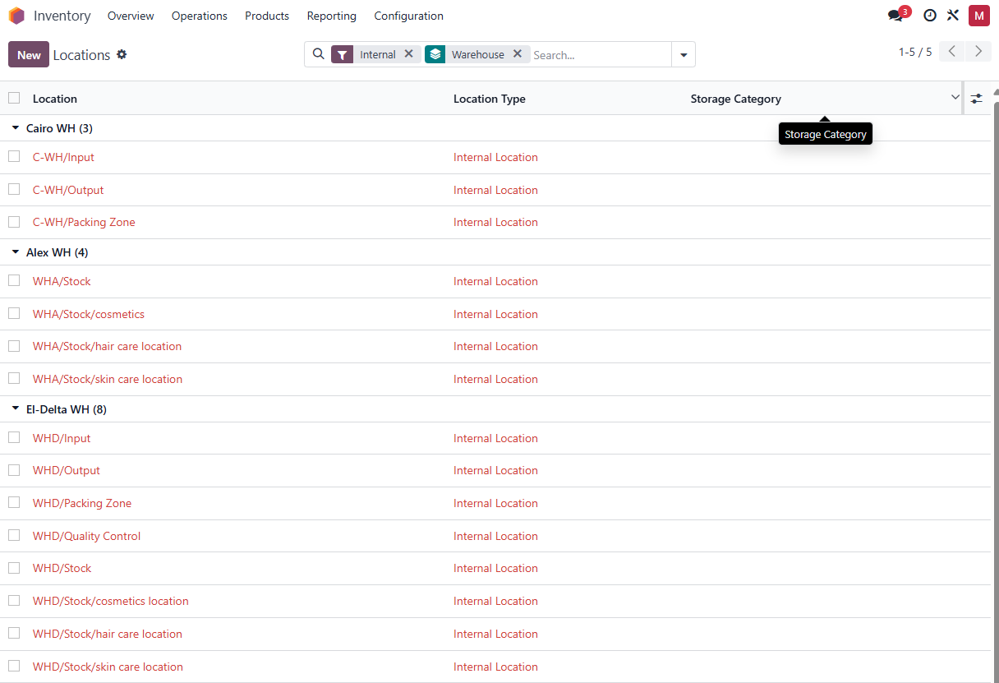 Inventory Overview Operations Products Reporting Configuration 3 M
New Locations Internal Warehouse Search... 1-5 / 5
Location Location Type Storage Category
Cairo WH (3)
Storage Category
C-WH/Input Internal Location
C-WH/Output Internal Location
C-WH/Packing Zone Internal Location
Alex WH (4)
WHA/Stock Internal Location
WHA/Stock/cosmetics Internal Location
WHA/Stock/hair care location Internal Location
WHA/Stock/skin care location Internal Location
El-Delta WH (8)
WHD/Input Internal Location
WHD/Output Internal Location
WHD/Packing Zone Internal Location
WHD/Quality Control Internal Location
WHD/Stock Internal Location
WHD/Stock/cosmetics location Internal Location
WHD/Stock/hair care location Internal Location
WHD/Stock/skin care location Internal Location